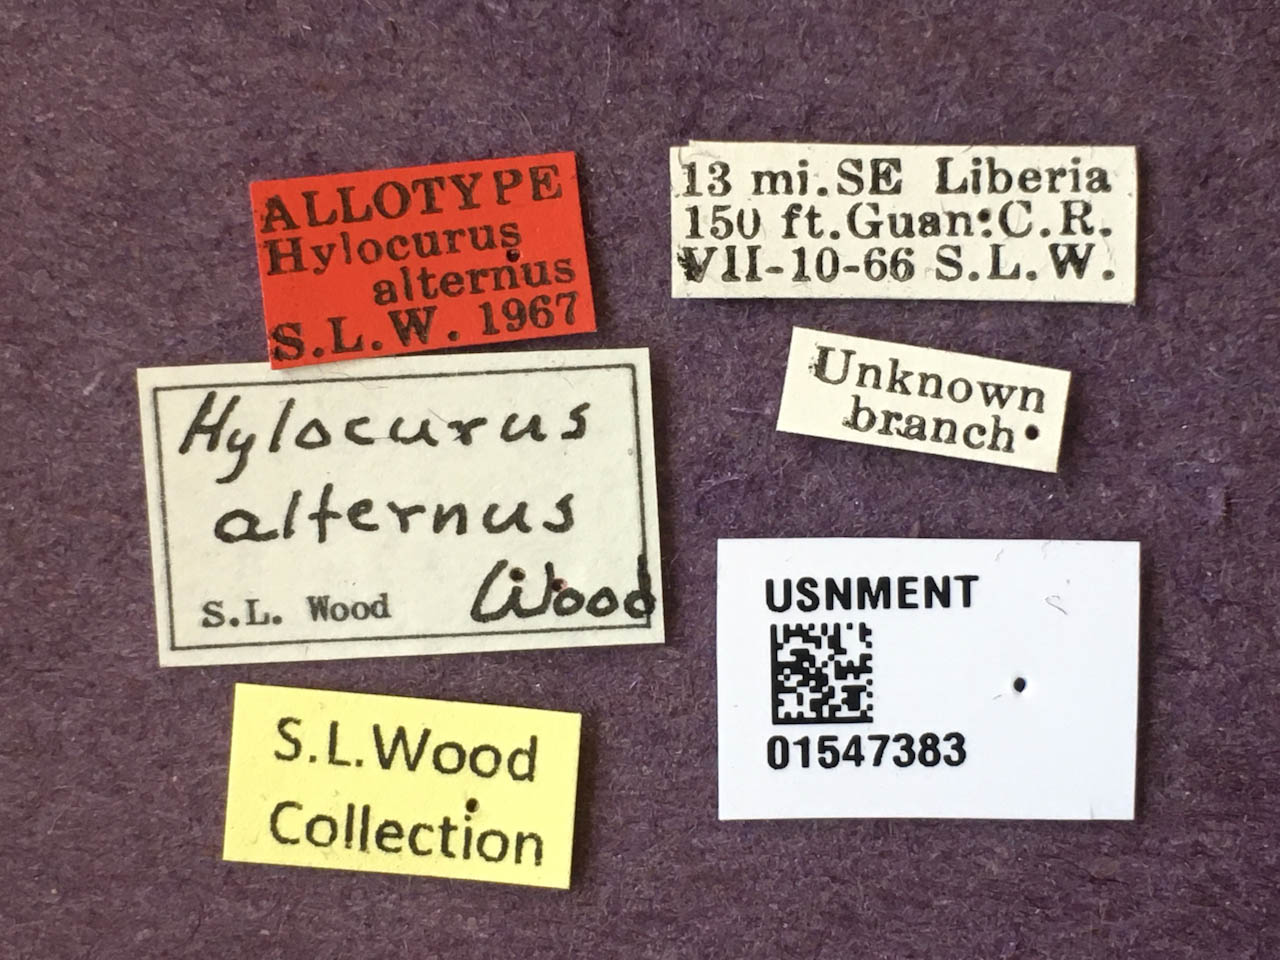 ALLOTYPE
Hylocurus
alternus
S.L.W. 1967
13 mi. SE Liberia
150 ft. Guan. C.R.
VII-10-66 S.L.W.
Unknown
branch
Hylocurus
alternus
Wood
S.L. Wood
S.L.Wood
Collection
USNMENT
01547383